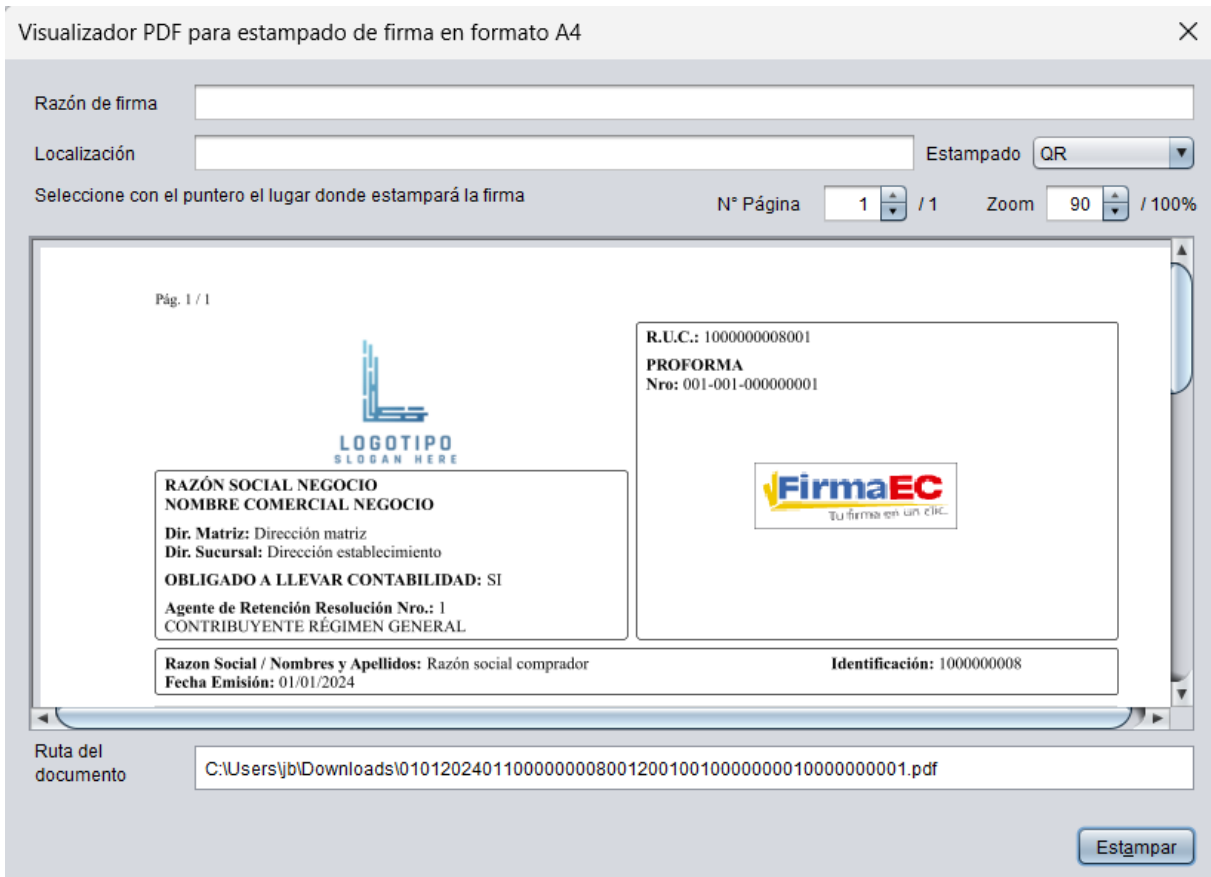 Visualizador PDF para estampado de firma en formato A4
Razón de firma
Localización
Estampado QR
Seleccione con el puntero el lugar donde estampará la firma
N° Página 1 / 1 Zoom 90 / 100%
Pág. 1 / 1
LOGOTIPO
SLOGAN HERE
R.U.C.: 1000000008001
PROFORMA
Nro: 001-001-000000001
FirmaEC
Tu firma en un clic.
RAZÓN SOCIAL NEGOCIO
NOMBRE COMERCIAL NEGOCIO
Dir. Matriz: Dirección matriz
Dir. Sucursal: Dirección establecimiento
OBLIGADO A LLEVAR CONTABILIDAD: SI
Agente de Retención Resolución Nro.: 1
CONTRIBUYENTE RÉGIMEN GENERAL
Razon Social / Nombres y Apellidos: Razón social comprador
Identificación: 1000000008
Fecha Emisión: 01/01/2024
Ruta del
documento
C:\Users\jb\Downloads\0101202401100000000800120010010000000010000000001.pdf
Estampar